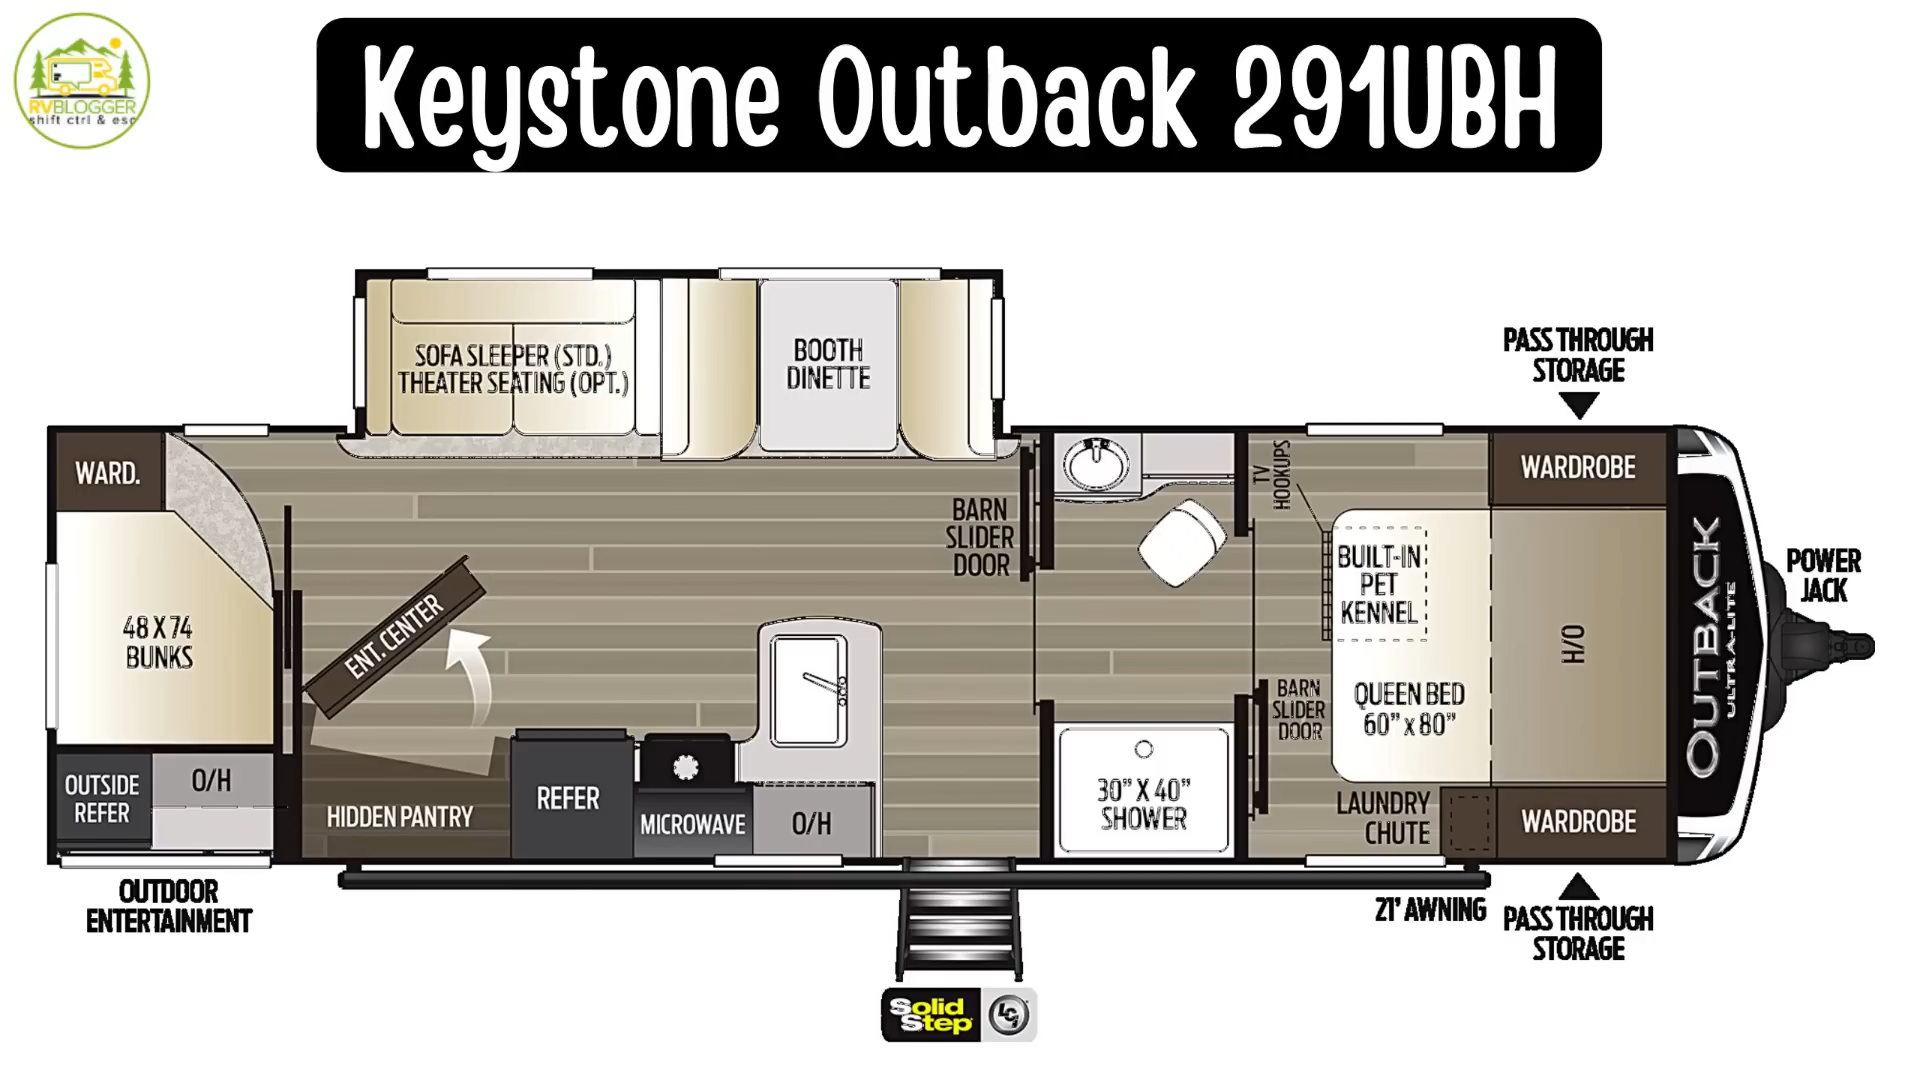 RVBLOGGER
shift ctrl & esc
Keystone Outback 291UBH
SOFA SLEEPER (STD.)
THEATER SEATING (OPT.)
BOOTH
DINETTE
PASS THROUGH
STORAGE
WARD.
BARN
SLIDER
DOOR
TV
HOOKUPS
WARDROBE
48 X 74
BUNKS
ENT. CENTER
BUILT-IN
PET
KENNEL
H/O
OUTBACK
ULTRA-LITE
POWER
JACK
QUEEN BED
60" x 80"
BARN
SLIDER
DOOR
OUTSIDE
REFER
O/H
HIDDEN PANTRY
REFER
MICROWAVE
O/H
30" X 40"
SHOWER
LAUNDRY
CHUTE
WARDROBE
OUTDOOR
ENTERTAINMENT
21' AWNING
PASS THROUGH
STORAGE
Solid
Step
LCI